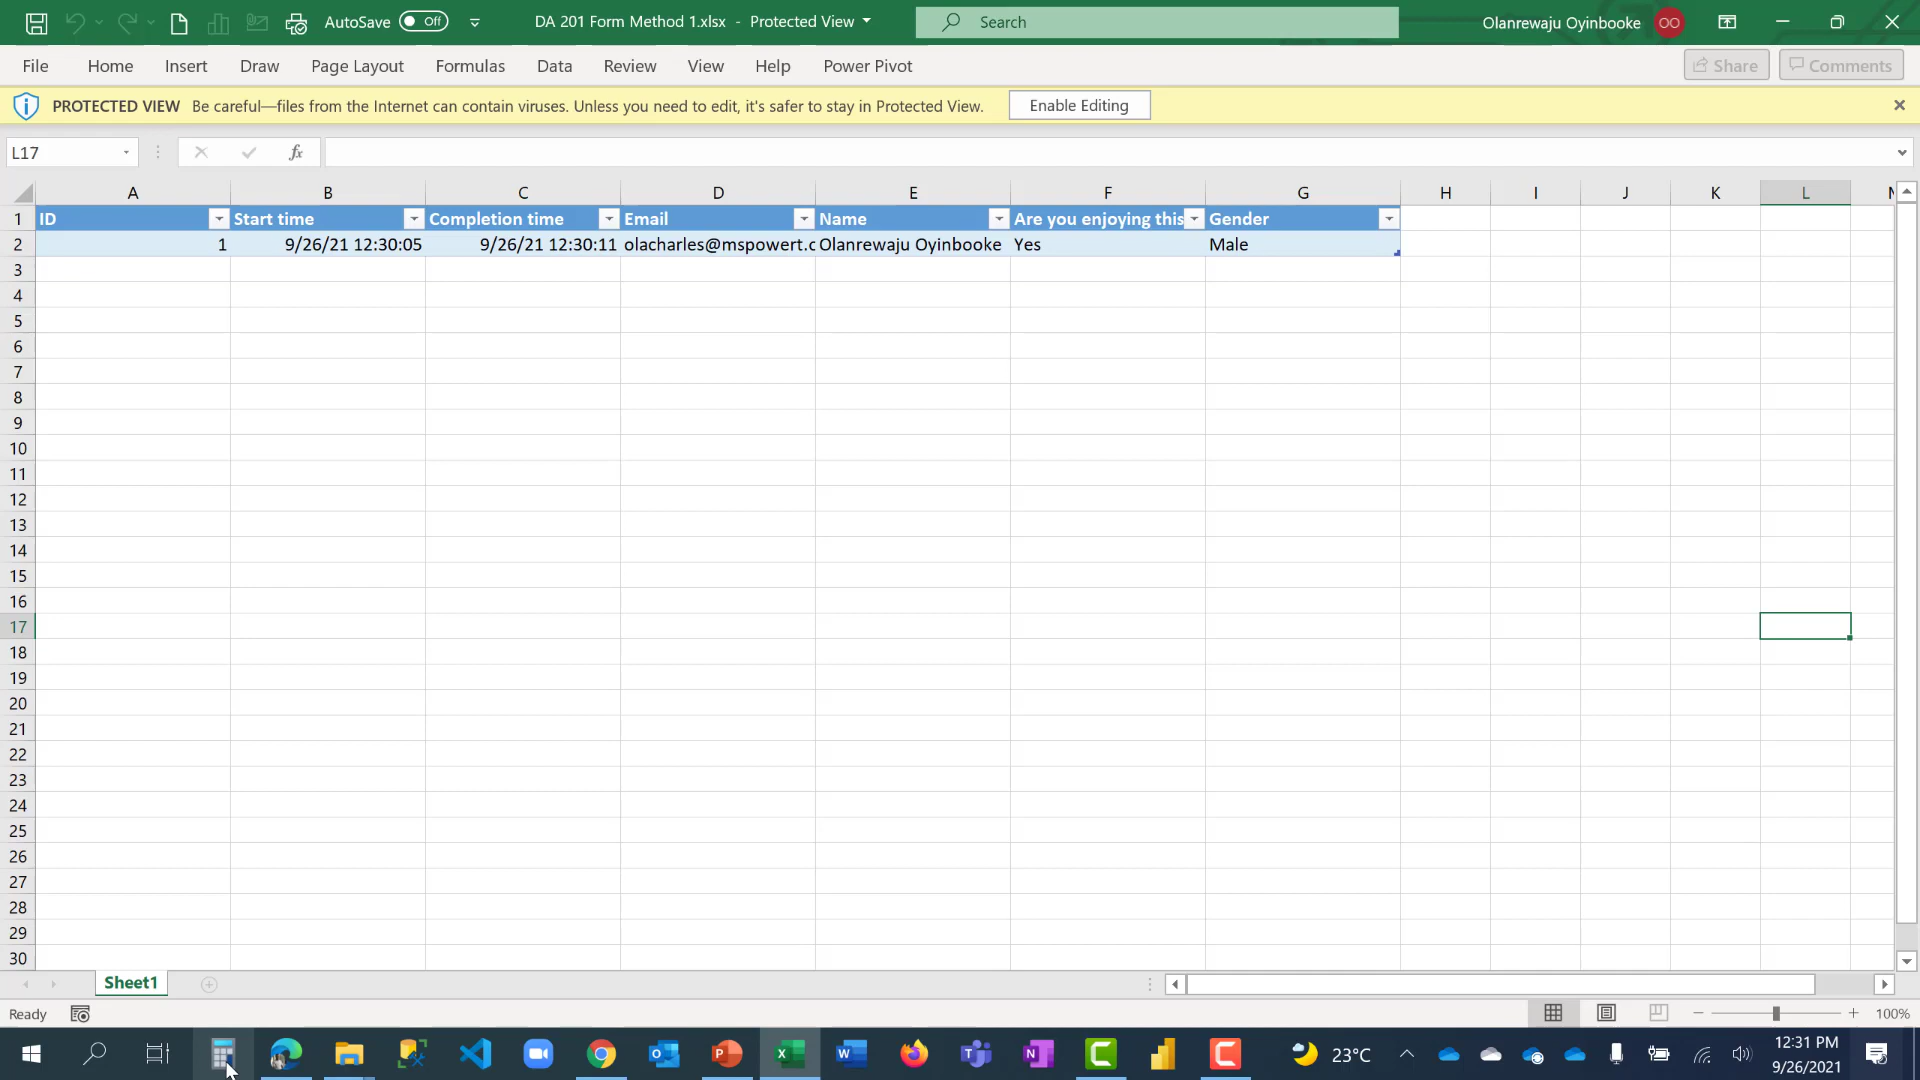 AutoSave Off DA 201 Form Method 1.xlsx - Protected View Search Olanrewaju Oyinbooke OO
File Home Insert Draw Page Layout Formulas Data Review View Help Power Pivot Share Comments
PROTECTED VIEW Be careful—files from the Internet can contain viruses. Unless you need to edit, it's safer to stay in Protected View. Enable Editing
L17 fx
A B C D E F G H I J K L
1 ID Start time Completion time Email Name Are you enjoying this Gender
2 1 9/26/21 12:30:05 9/26/21 12:30:11 olacharles@mspowert.c Olanrewaju Oyinbooke Yes Male
3
4
5
6
7
8
9
10
11
12
13
14
15
16
17
18
19
20
21
22
23
24
25
26
27
28
29
30
Sheet1
Ready 100%
23°C 12:31 PM
9/26/2021